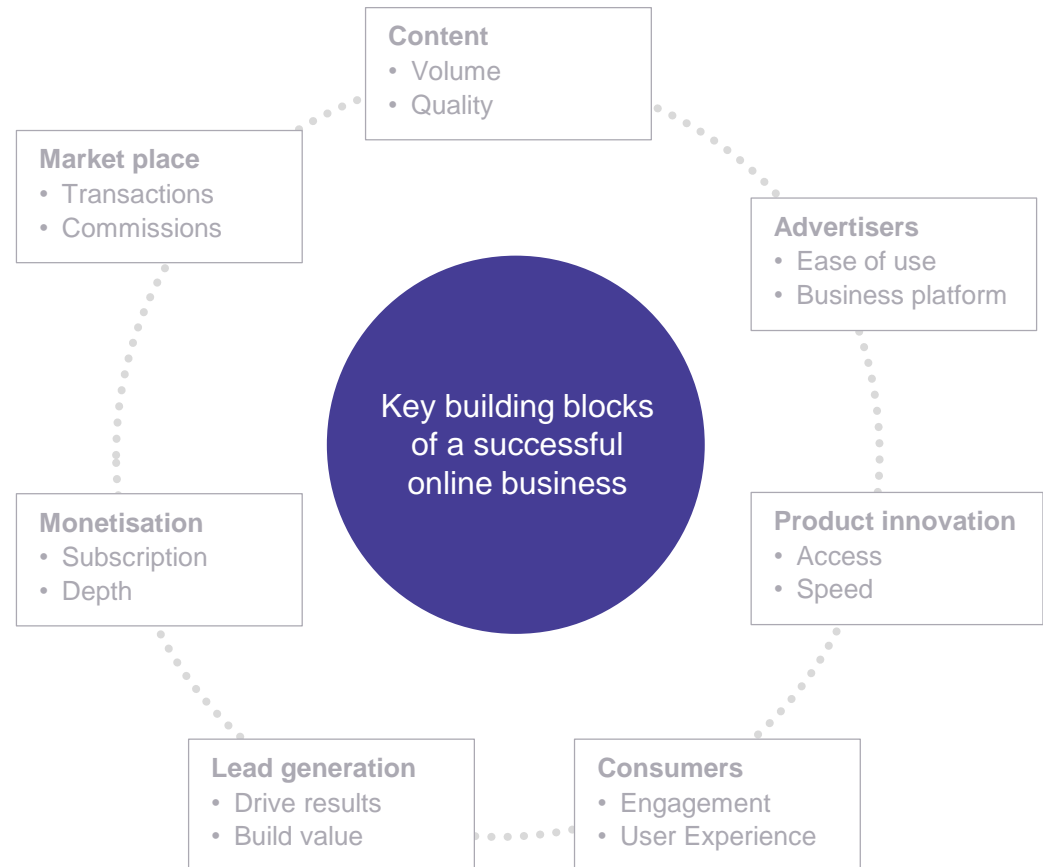 Content
• Volume
• Quality
Market place
• Transactions
• Commissions
Advertisers
• Ease of use
• Business platform
Key building blocks
of a successful
online business
Monetisation
• Subscription
• Depth
Product innovation
• Access
• Speed
Lead generation
• Drive results
• Build value
Consumers
• Engagement
• User Experience